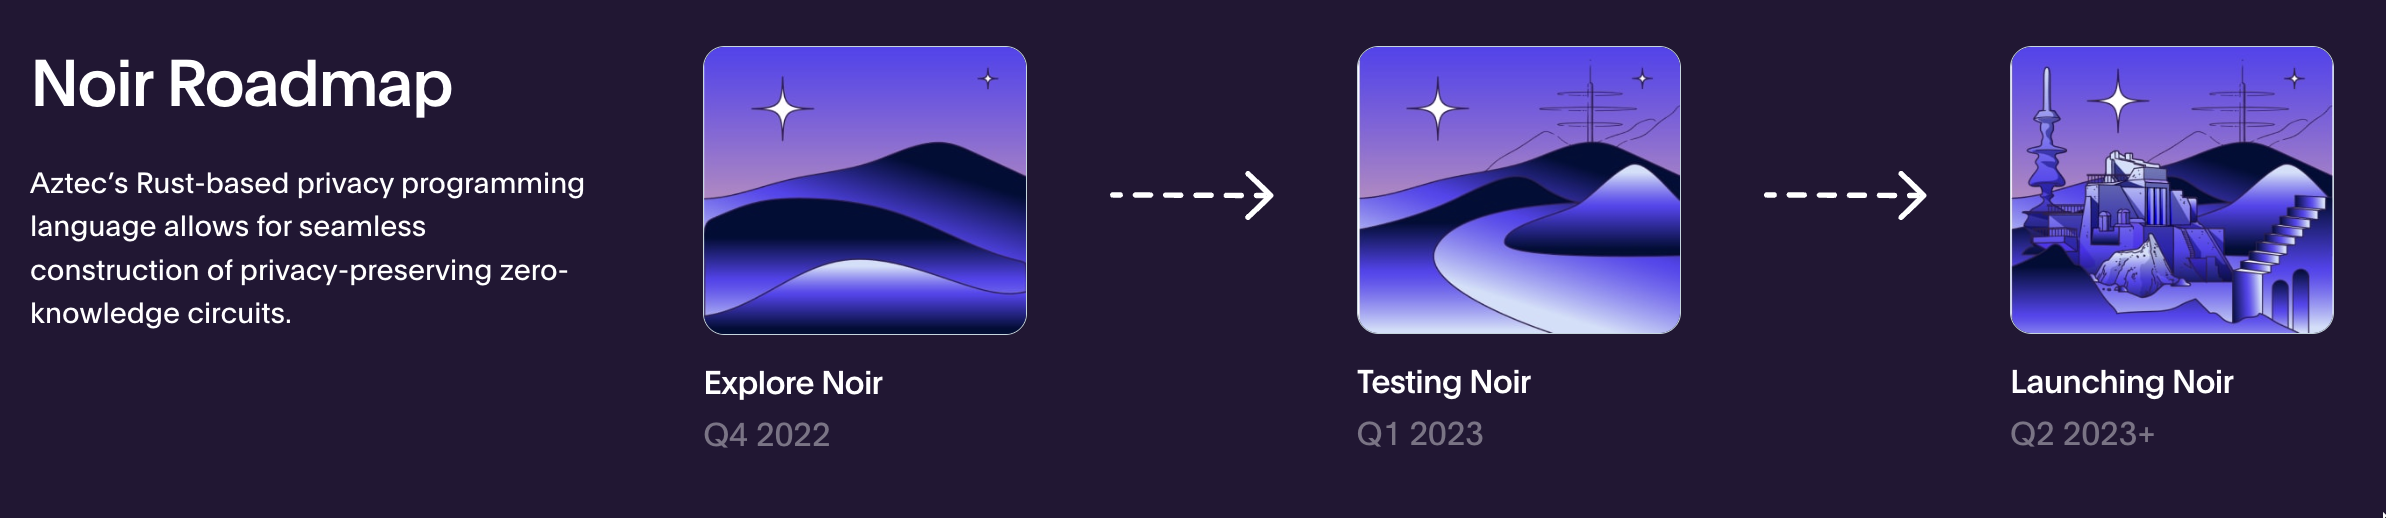 Noir Roadmap
Aztec’s Rust-based privacy programming
language allows for seamless
construction of privacy-preserving zero-
knowledge circuits.
Explore Noir
Q4 2022
Testing Noir
Q1 2023
Launching Noir
Q2 2023+